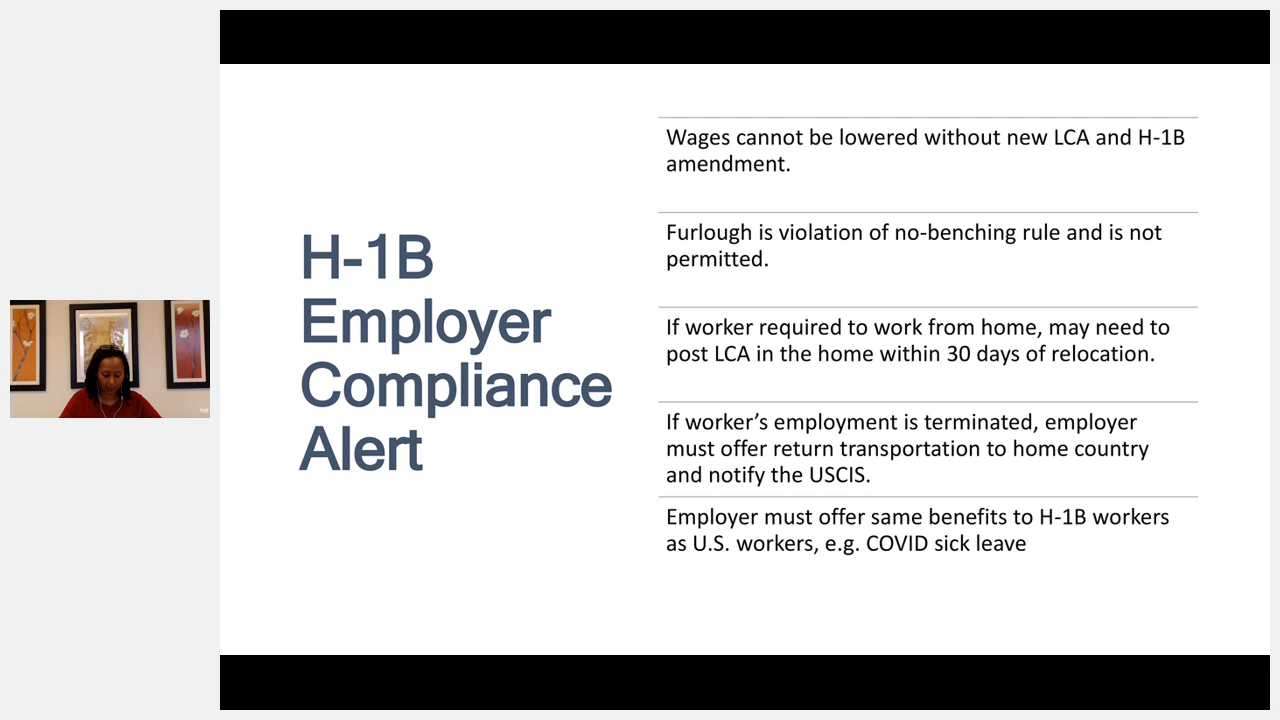 H-1B
Employer
Compliance
Alert
Wages cannot be lowered without new LCA and H-1B
amendment.
Furlough is violation of no-benching rule and is not
permitted.
If worker required to work from home, may need to
post LCA in the home within 30 days of relocation.
If worker’s employment is terminated, employer
must offer return transportation to home country
and notify the USCIS.
Employer must offer same benefits to H-1B workers
as U.S. workers, e.g. COVID sick leave